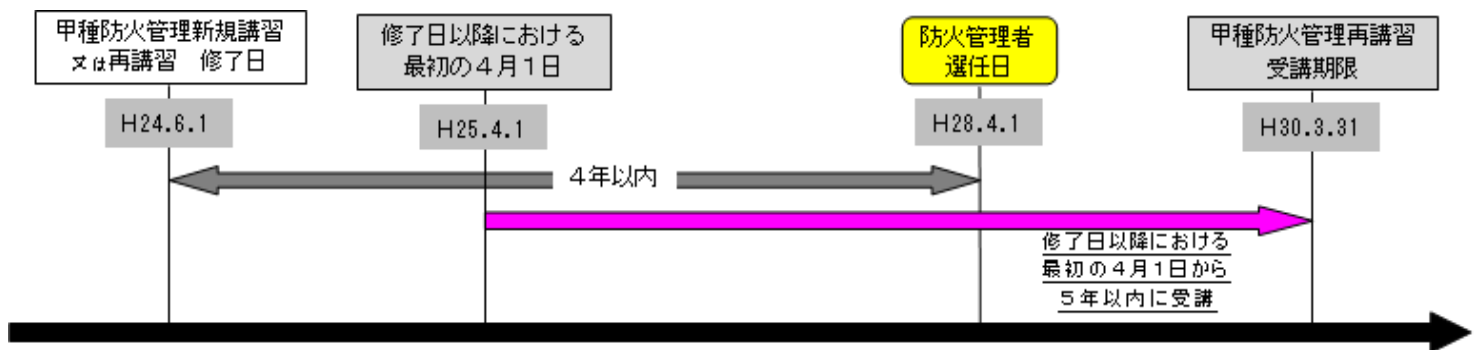 甲種防火管理新規講習
又は再講習　修了日
修了日以降における
最初の４月１日
防火管理者
選任日
甲種防火管理再講習
受講期限
H24.6.1
H25.4.1
H28.4.1
H30.3.31
４年以内
修了日以降における
最初の４月１日から
５年以内に受講